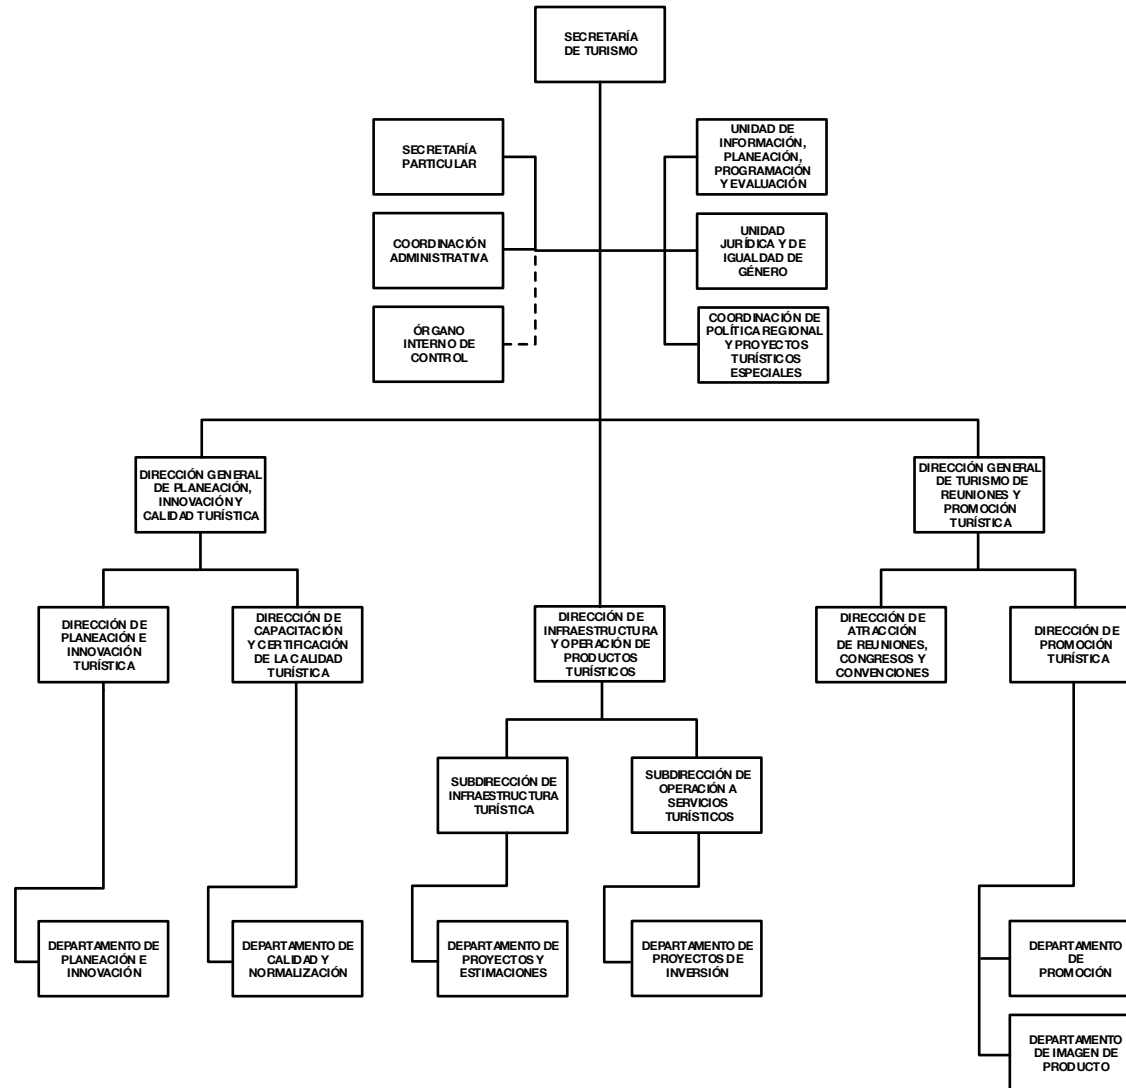 SECRETARÍA
DE TURISMO
SECRETARÍA
PARTICULAR
UNIDAD DE
INFORMACIÓN,
PLANEACIÓN,
PROGRAMACIÓN
Y EVALUACIÓN
COORDINACIÓN
ADMINISTRATIVA
UNIDAD
JURÍDICA Y DE
IGUALDAD DE
GÉNERO
ÓRGANO
INTERNO DE
CONTROL
COORDINACIÓN DE
POLÍTICA REGIONAL
Y PROYECTOS
TURÍSTICOS
ESPECIALES
DIRECCIÓN GENERAL
DE PLANEACIÓN,
INNOVACIÓN Y
CALIDAD TURÍSTICA
DIRECCIÓN GENERAL
DE TURISMO DE
REUNIONES Y
PROMOCIÓN
TURÍSTICA
DIRECCIÓN DE
PLANEACIÓN E
INNOVACIÓN
TURÍSTICA
DIRECCIÓN DE
CAPACITACIÓN
Y CERTIFICACIÓN
DE LA CALIDAD
TURÍSTICA
DIRECCIÓN DE
INFRAESTRUCTURA
Y OPERACIÓN DE
PRODUCTOS
TURÍSTICOS
DIRECCIÓN DE
ATRACCIÓN
DE REUNIONES,
CONGRESOS Y
CONVENCIONES
DIRECCIÓN DE
PROMOCIÓN
TURÍSTICA
SUBDIRECCIÓN DE
INFRAESTRUCTURA
TURÍSTICA
SUBDIRECCIÓN DE
OPERACIÓN A
SERVICIOS
TURÍSTICOS
DEPARTAMENTO DE
PLANEACIÓN E
INNOVACIÓN
DEPARTAMENTO DE
CALIDAD Y
NORMALIZACIÓN
DEPARTAMENTO DE
PROYECTOS Y
ESTIMACIONES
DEPARTAMENTO DE
PROYECTOS DE
INVERSIÓN
DEPARTAMENTO
DE
PROMOCIÓN
DEPARTAMENTO
DE IMAGEN DE
PRODUCTO